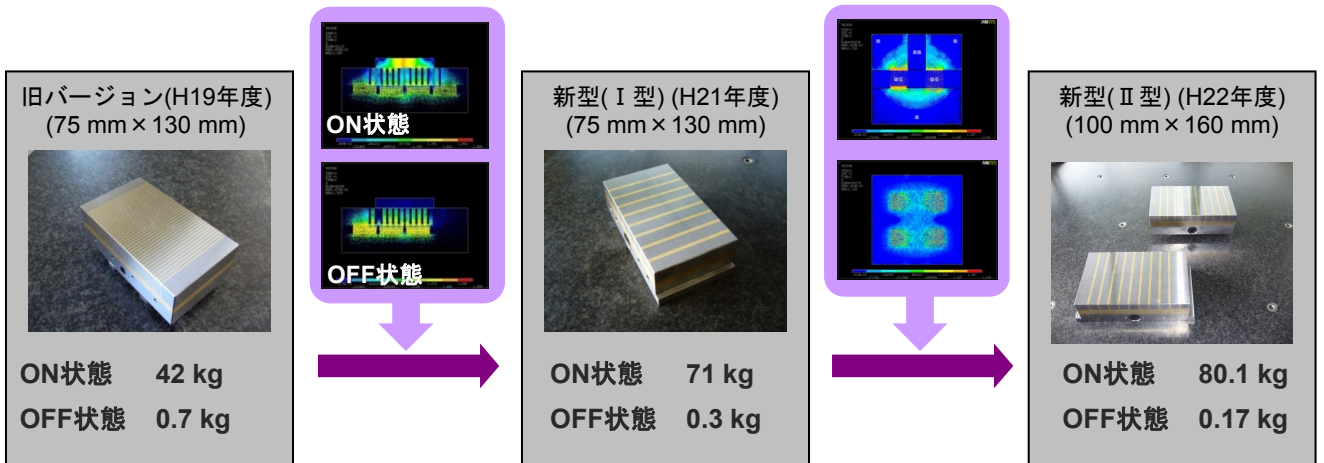 旧バージョン(H19年度)
(75 mm×130 mm)
ON状態 42 kg
OFF状態 0.7 kg
ON状態
OFF状態
新型(Ⅰ型) (H21年度)
(75 mm×130 mm)
ON状態 71 kg
OFF状態 0.3 kg
新型(Ⅱ型) (H22年度)
(100 mm×160 mm)
ON状態 80.1 kg
OFF状態 0.17 kg